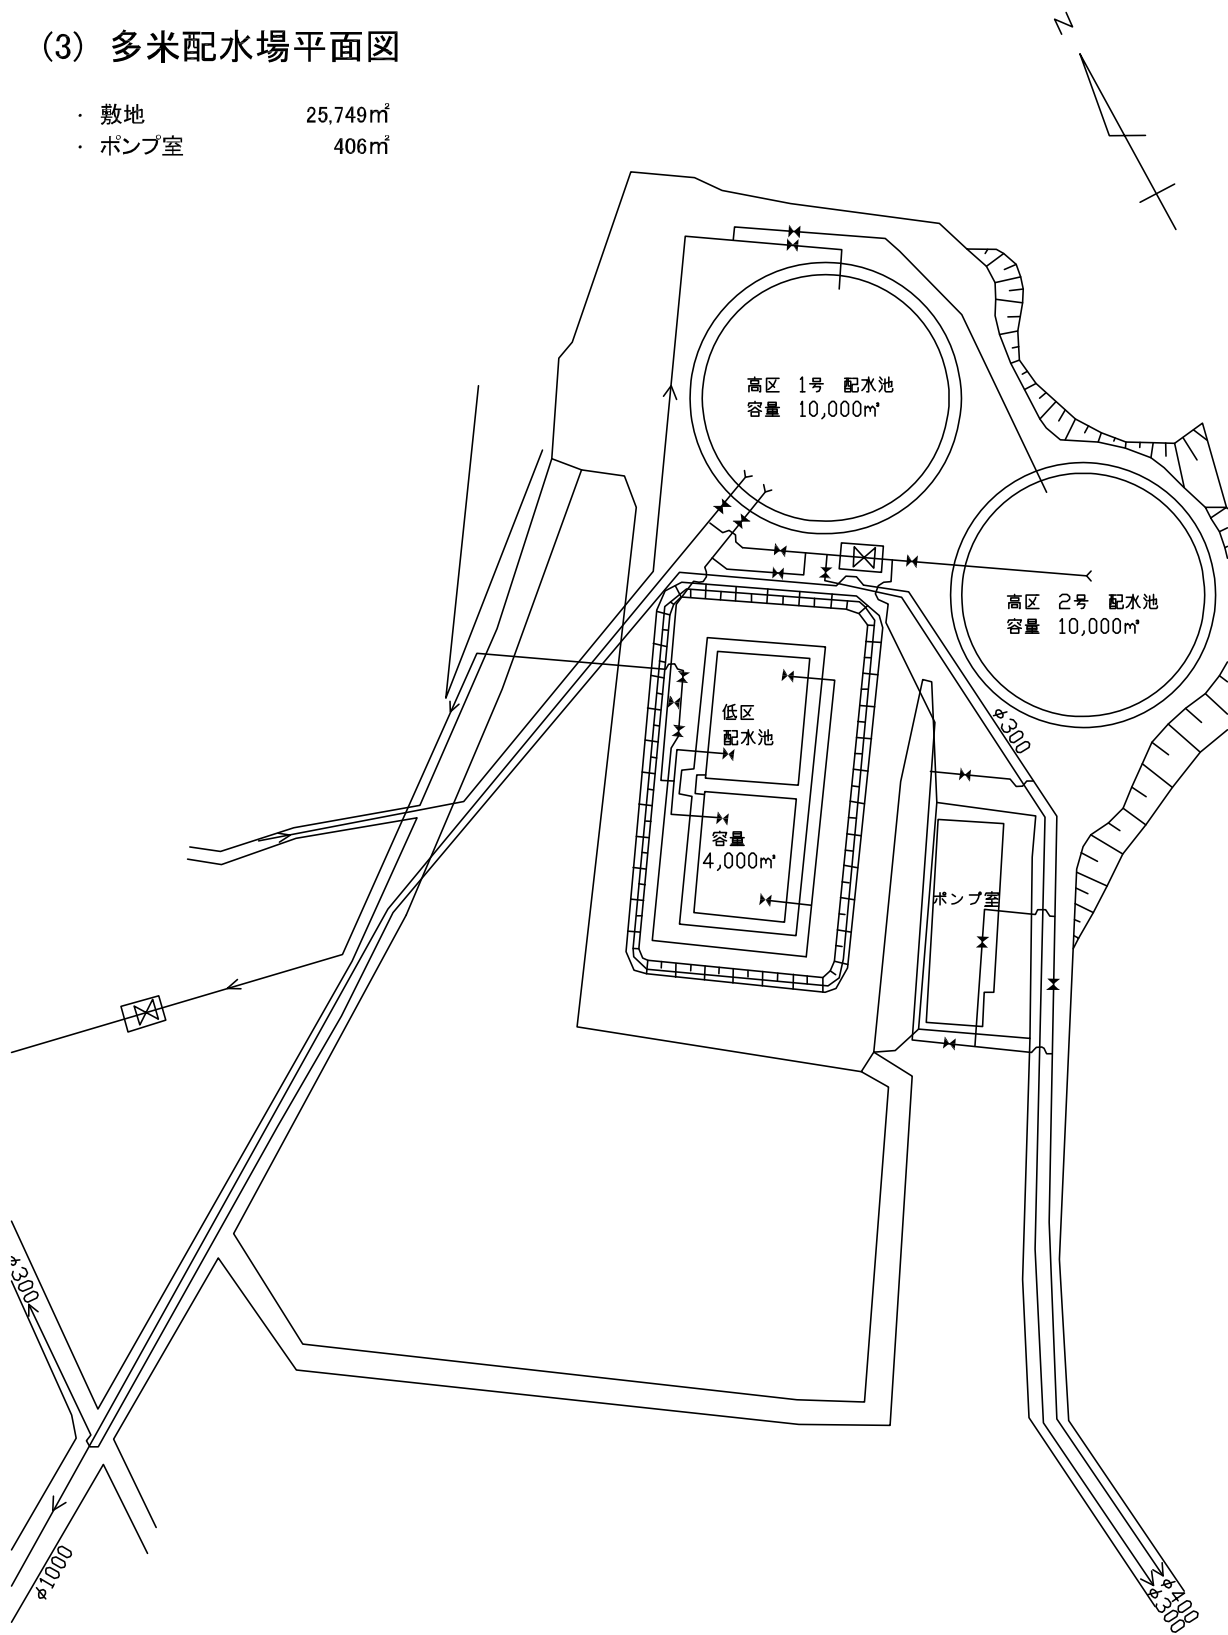 (3) 多米配水場平面図
・ 敷地 25,749㎡
・ ポンプ室 406㎡
N
高区 1号 配水池
容量 10,000㎥
高区 2号 配水池
容量 10,000㎥
φ300
低区
配水池
容量
4,000㎥
ポンプ室
φ300
φ1000
φ400
φ300